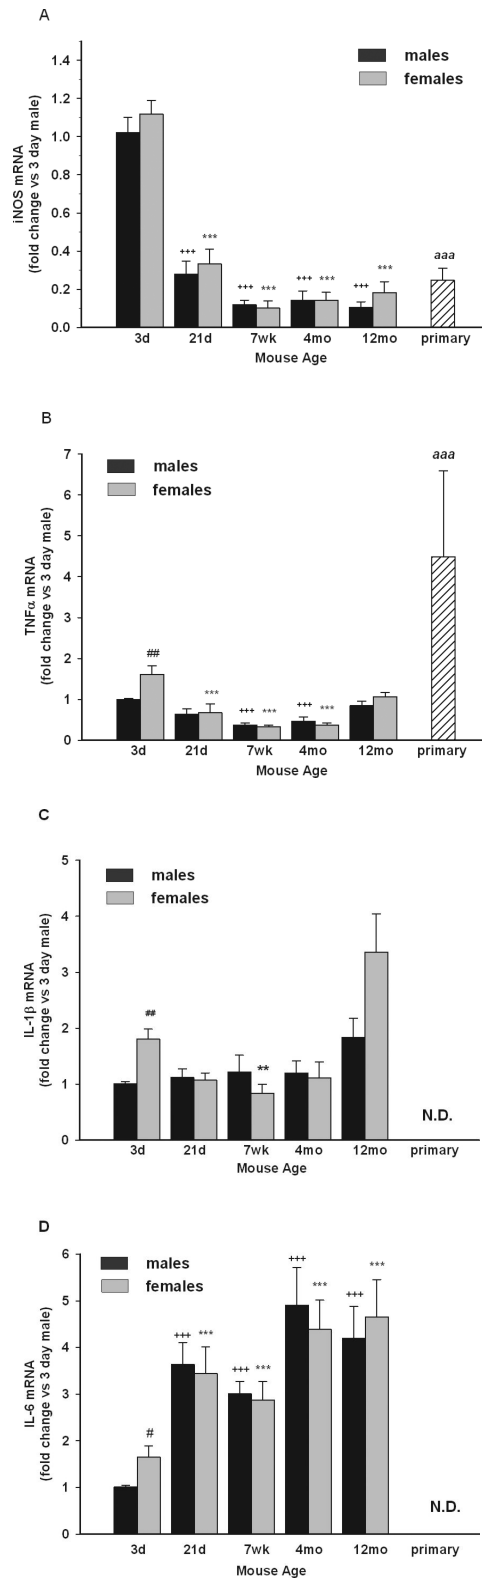 A
iNOS mRNA
(fold change vs 3 day male)
1.4
1.2
1.0
0.8
0.6
0.4
0.2
0.0
males
females
+++
***
+++
***
+++
***
+++
***
aaa
3d 21d 7wk 4mo 12mo primary
Mouse Age
B
TNFα mRNA
(fold change vs 3 day male)
7
6
5
4
3
2
1
0
males
females
##
***
+++
***
+++
***
aaa
3d 21d 7wk 4mo 12mo primary
Mouse Age
C
IL-1β mRNA
(fold change vs 3 day male)
5
4
3
2
1
0
males
females
##
**
N.D.
3d 21d 7wk 4mo 12mo primary
Mouse Age
D
IL-6 mRNA
(fold change vs 3 day male)
6
5
4
3
2
1
0
males
females
#
+++
***
+++
***
+++
***
+++
***
N.D.
3d 21d 7wk 4mo 12mo primary
Mouse Age